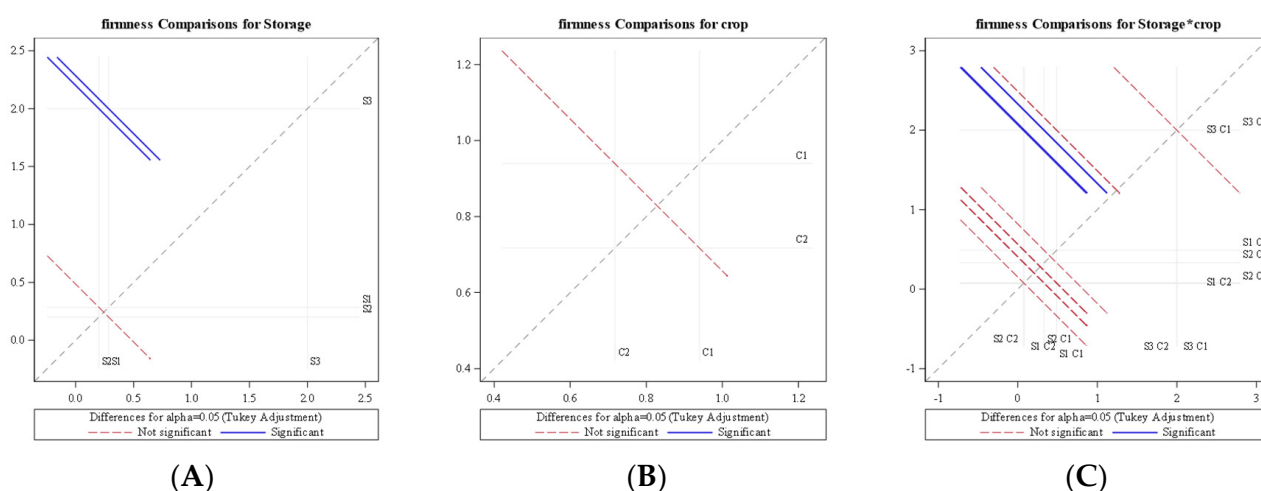 firmness Comparisons for Storage
2.5
2.0
1.5
1.0
0.5
0.0
S3
S1
S2S1
S3
0.0 0.5 1.0 1.5 2.0 2.5
Differences for alpha=0.05 (Tukey Adjustment)
Not significant Significant
(A)
firmness Comparisons for crop
1.2
1.0
0.8
0.6
0.4
C1
C2
C2 C1
0.4 0.6 0.8 1.0 1.2
Differences for alpha=0.05 (Tukey Adjustment)
Not significant Significant
(B)
firmness Comparisons for Storage*crop
3
2
1
0
-1
S3 C
S3 C1
S1 C
S2 C
S2 C
S1 C2
S2 C2 S3 C1
S1 C2 S1 C1
S3 C2 S3 C1
-1 0 1 2 3
Differences for alpha=0.05 (Tukey Adjustment)
Not significant Significant
(C)